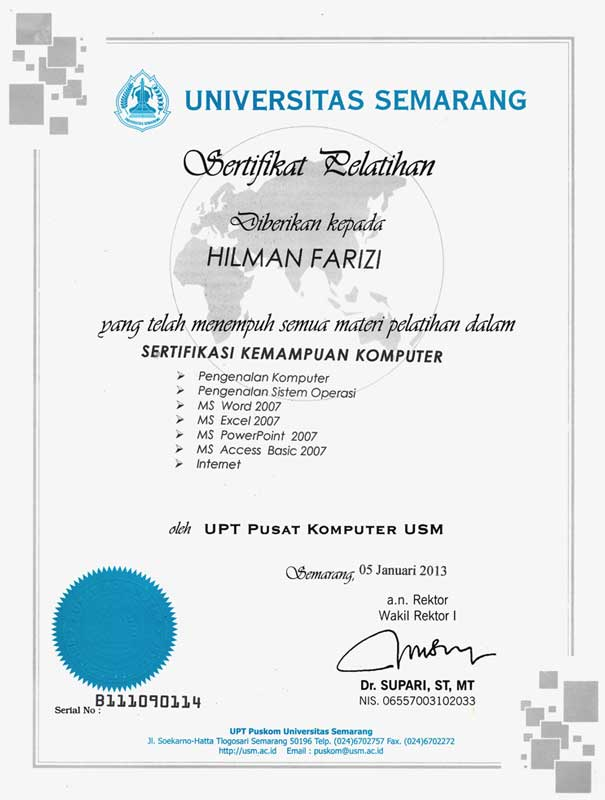 UNIVERSITAS SEMARANG
UNIVERSITAS SEMARANG
Sertifikat Pelatihan
Diberikan kepada
HILMAN FARIZI
yang telah menempuh semua materi pelatihan dalam
SERTIFIKASI KEMAMPUAN KOMPUTER
➢ Pengenalan Komputer
➢ Pengenalan Sistem Operasi
➢ MS Word 2007
➢ MS Excel 2007
➢ MS PowerPoint 2007
➢ MS Access Basic 2007
➢ Internet
oleh UPT PUSAT KOMPUTER USM
Semarang, 05 Januari 2013
a.n. Rektor
Wakil Rektor I
Dr. SUPARI, ST, MT
NIS. 06557003102033
Serial No : B111090114
UPT Puskom Universitas Semarang
Jl. Soekarno-Hatta Tlogosari Semarang 50196 Telp. (024)6702757 Fax. (024)6702272
http://usm.ac.id Email : puskom@usm.ac.id